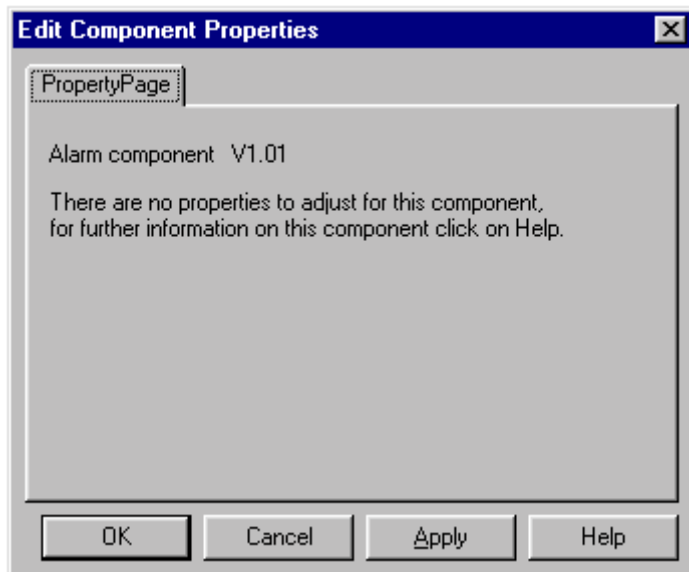 Edit Component Properties
PropertyPage
Alarm component V1.01
There are no properties to adjust for this component,
for further information on this component click on Help.
OK
Cancel
Apply
Help